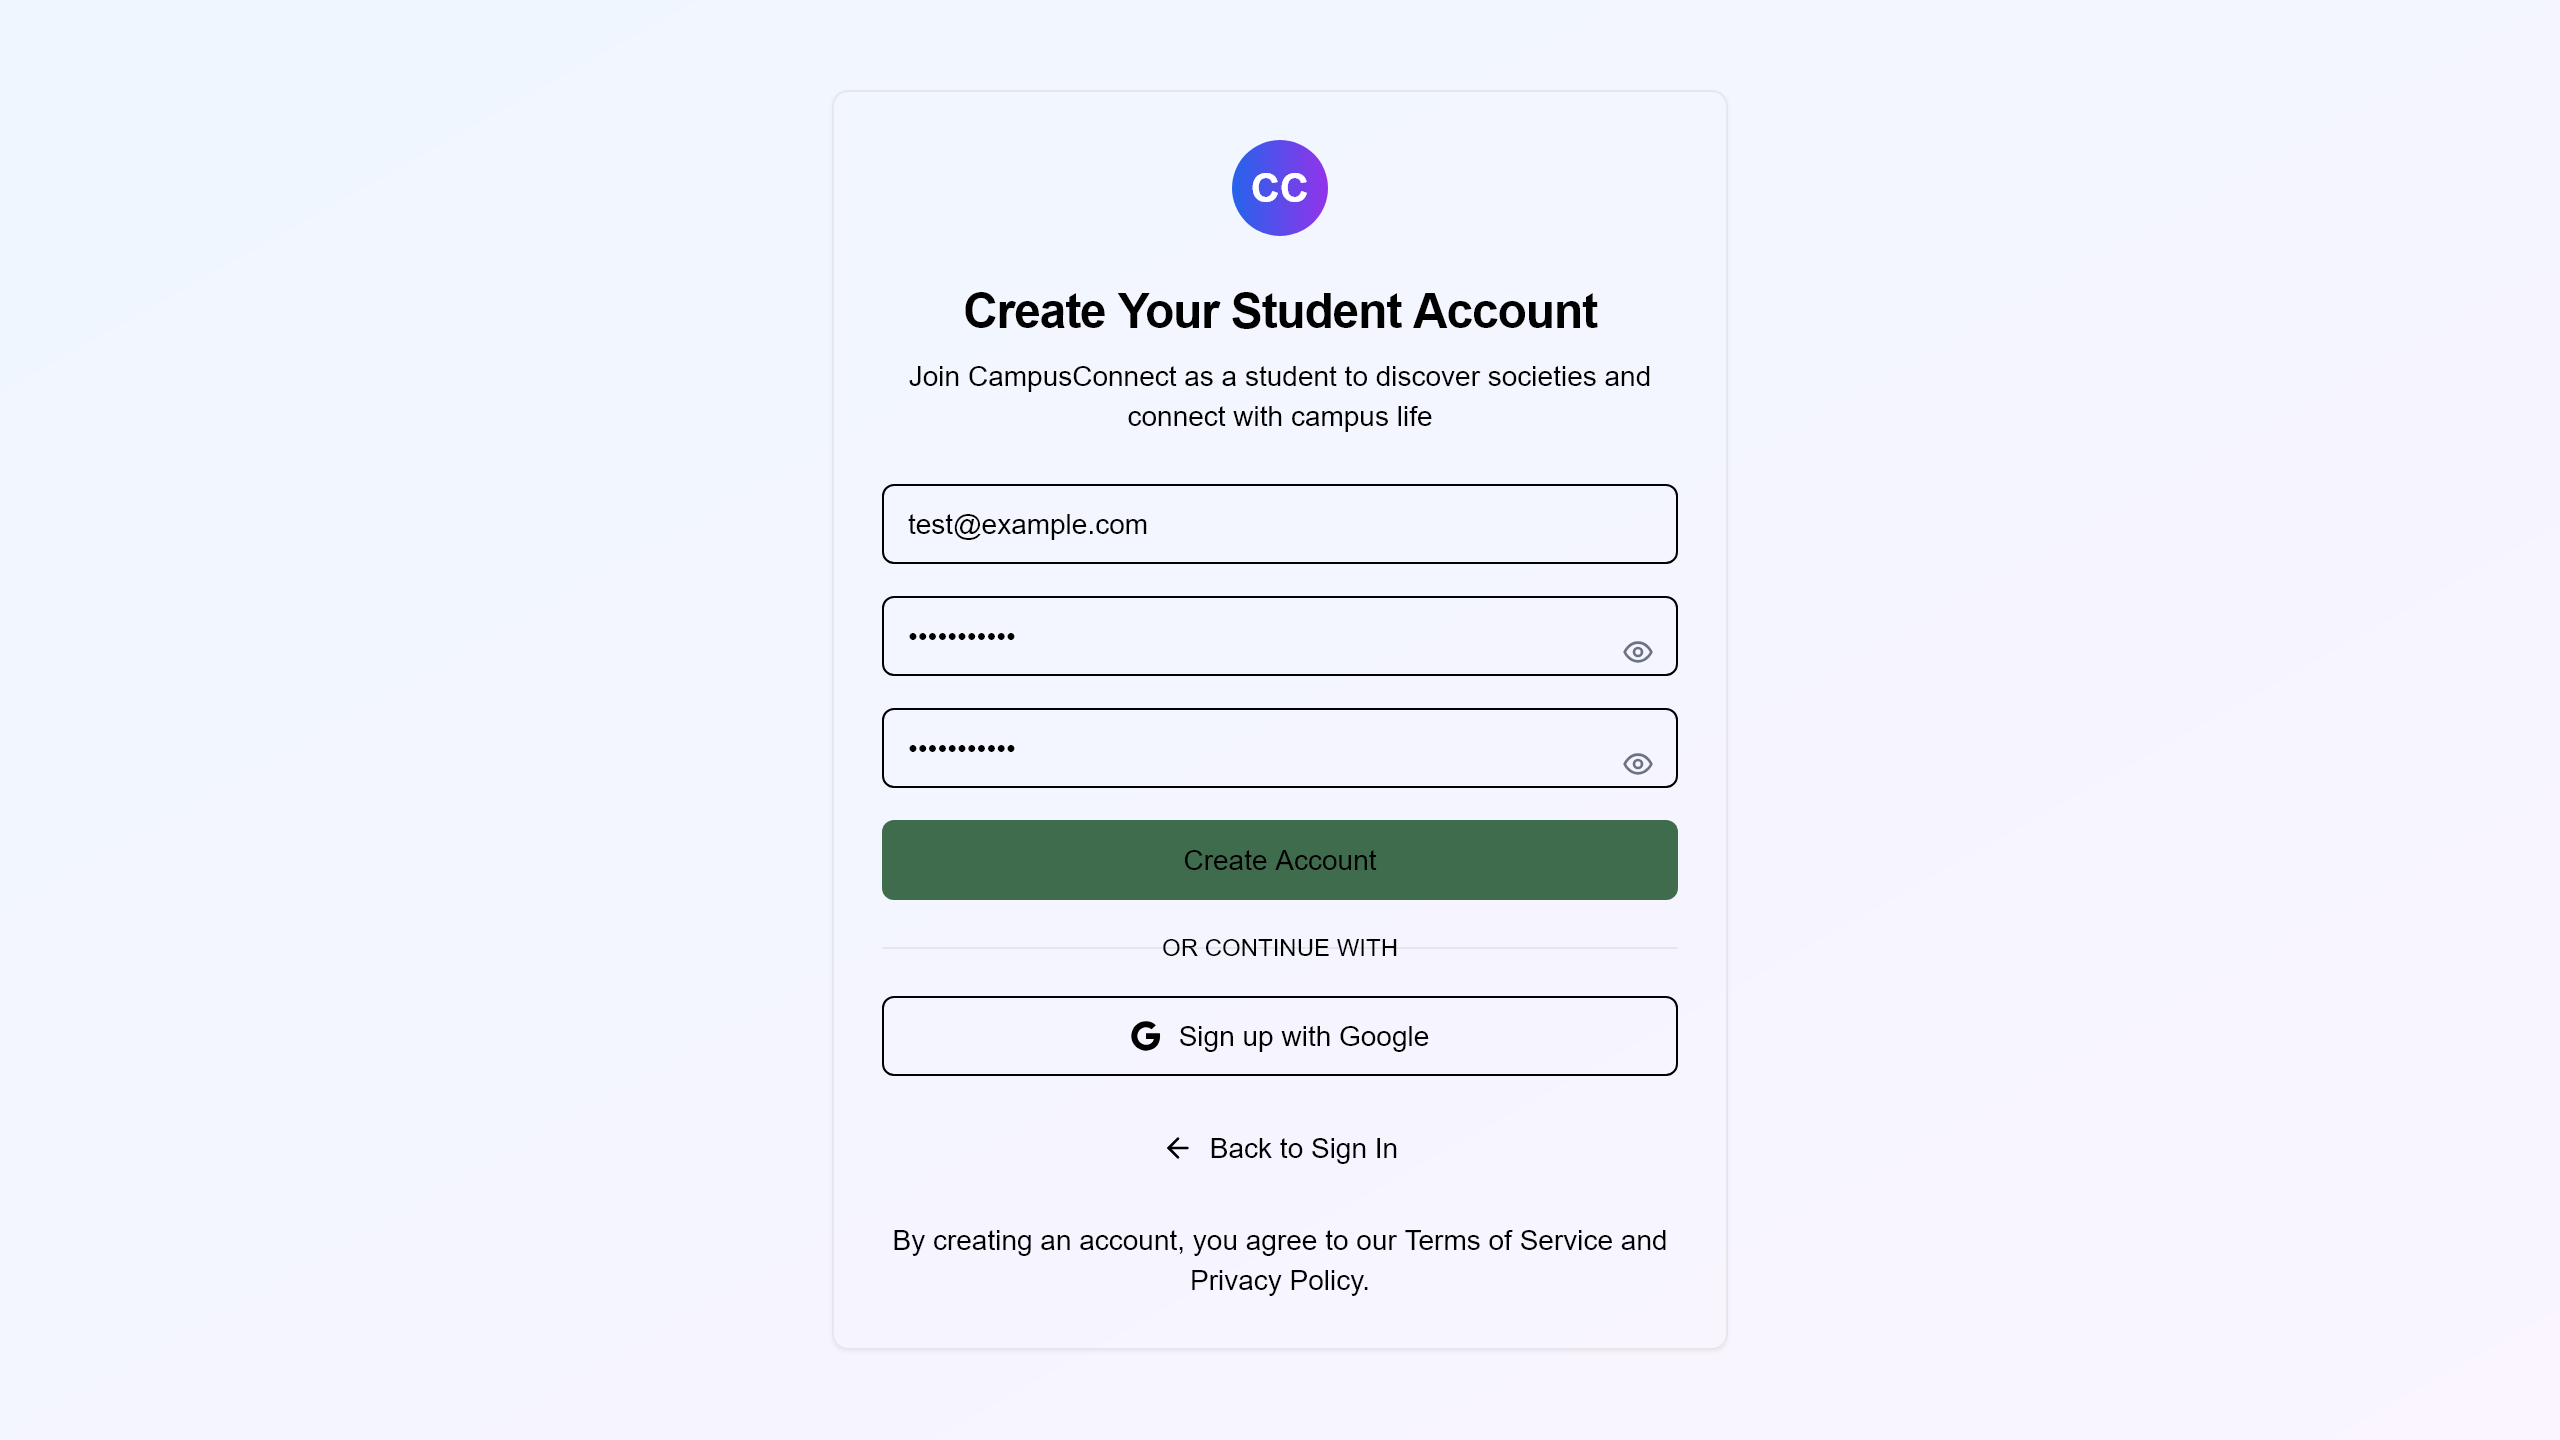 CC
Create Your Student Account
Join CampusConnect as a student to discover societies and
connect with campus life
test@example.com
•••••••••••
•••••••••••
Create Account
OR CONTINUE WITH
Sign up with Google
Back to Sign In
By creating an account, you agree to our Terms of Service and
Privacy Policy.